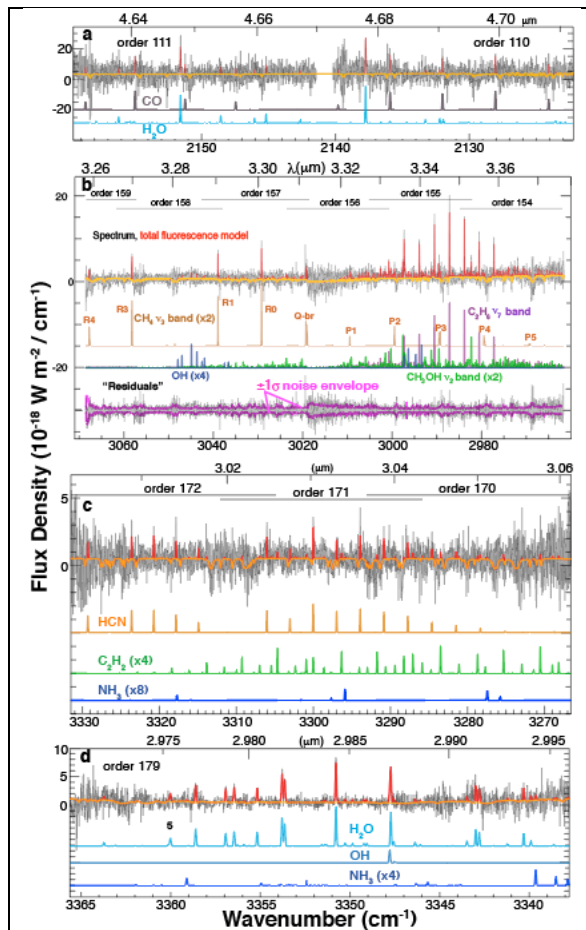 4.64 4.66 4.68 4.70 μm
a
order 111 order 110
20
0
-20
CO
H2O
2150 2140 2130
3.26 3.28 3.30 λ(μm) 3.32 3.34 3.36
b
order 159 order 157 order 155
order 158 order 156 order 154
20
Spectrum, total fluorescence model
0
R4 R3 CH4 ν3 band (x2) R1 R0 Q-br P1 P2 P3 P4 P5
C2H6 ν7 band
-20
OH (x4)
CH3OH ν3 band (x2)
"Residuals"
±1σ noise envelope
3060 3040 3020 3000 2980
Flux Density (10⁻¹⁸ W m⁻² / cm⁻¹)
3.02 (μm) 3.04 3.06
c
order 172 order 171 order 170
5
0
HCN
C2H2 (x4)
NH3 (x8)
3330 3320 3310 3300 3290 3280 3270
2.975 2.980 (μm) 2.985 2.990 2.995
d
order 179
10
5
0
5
H2O
OH
NH3 (x4)
3365 3360 3355 3350 3345 3340
Wavenumber (cm⁻¹)